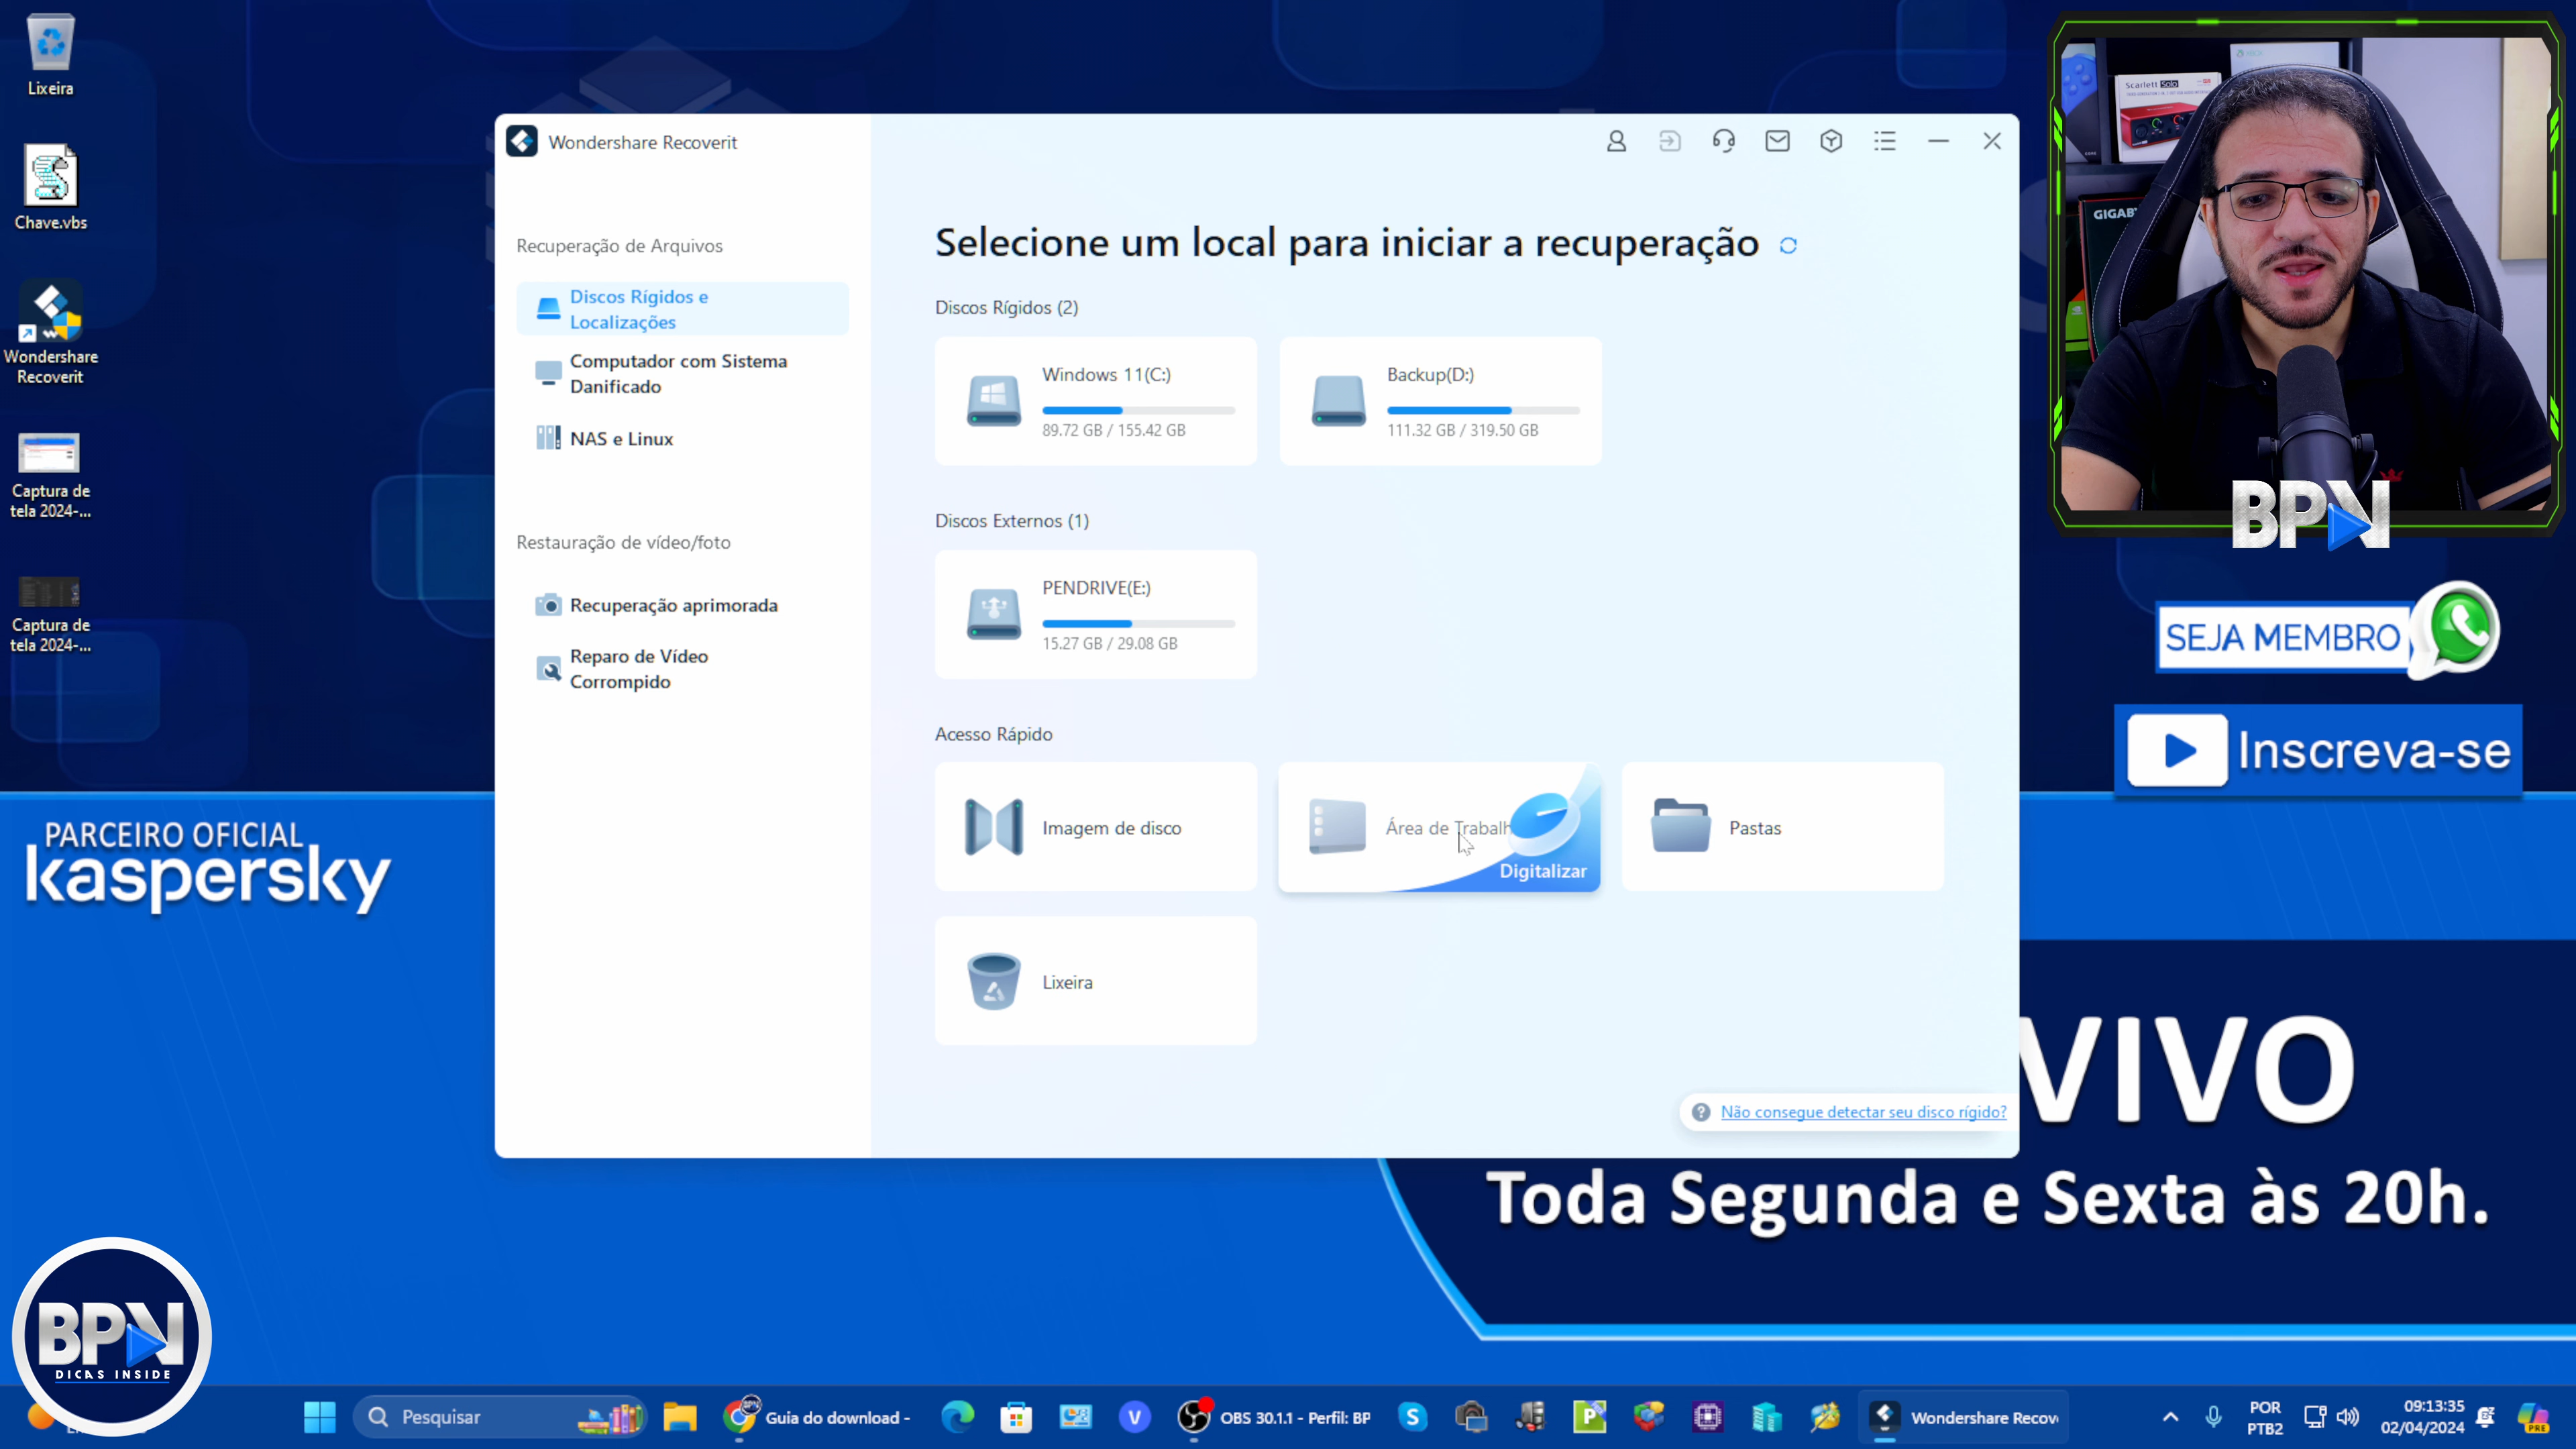 Lixeira
Chave.vbs
Wondershare
Recoverit
Captura de
tela 2024-...
Captura de
tela 2024-...
PARCEIRO OFICIAL
kaspersky
BPN
DICAS INSIDE
Wondershare Recoverit
Recuperação de Arquivos
Discos Rígidos e
Localizações
Computador com Sistema
Danificado
NAS e Linux
Restauração de vídeo/foto
Recuperação aprimorada
Reparo de Vídeo
Corrompido
Selecione um local para iniciar a recuperação
Discos Rígidos (2)
Windows 11(C:)
89.72 GB / 155.42 GB
Backup(D:)
111.32 GB / 319.50 GB
Discos Externos (1)
PENDRIVE(E:)
15.27 GB / 29.08 GB
Acesso Rápido
Imagem de disco
Área de Trabalh
Digitalizar
Pastas
Lixeira
Não consegue detectar seu disco rígido?
Scarlett Solo
GIGAB
BPN
SEJA MEMBRO
Inscreva-se
VIVO
Toda Segunda e Sexta às 20h.
Pesquisar
Guia do download -
OBS 30.1.1 - Perfil: BP
Wondershare Recov
POR
PTB2
09:13:35
02/04/2024
PRE